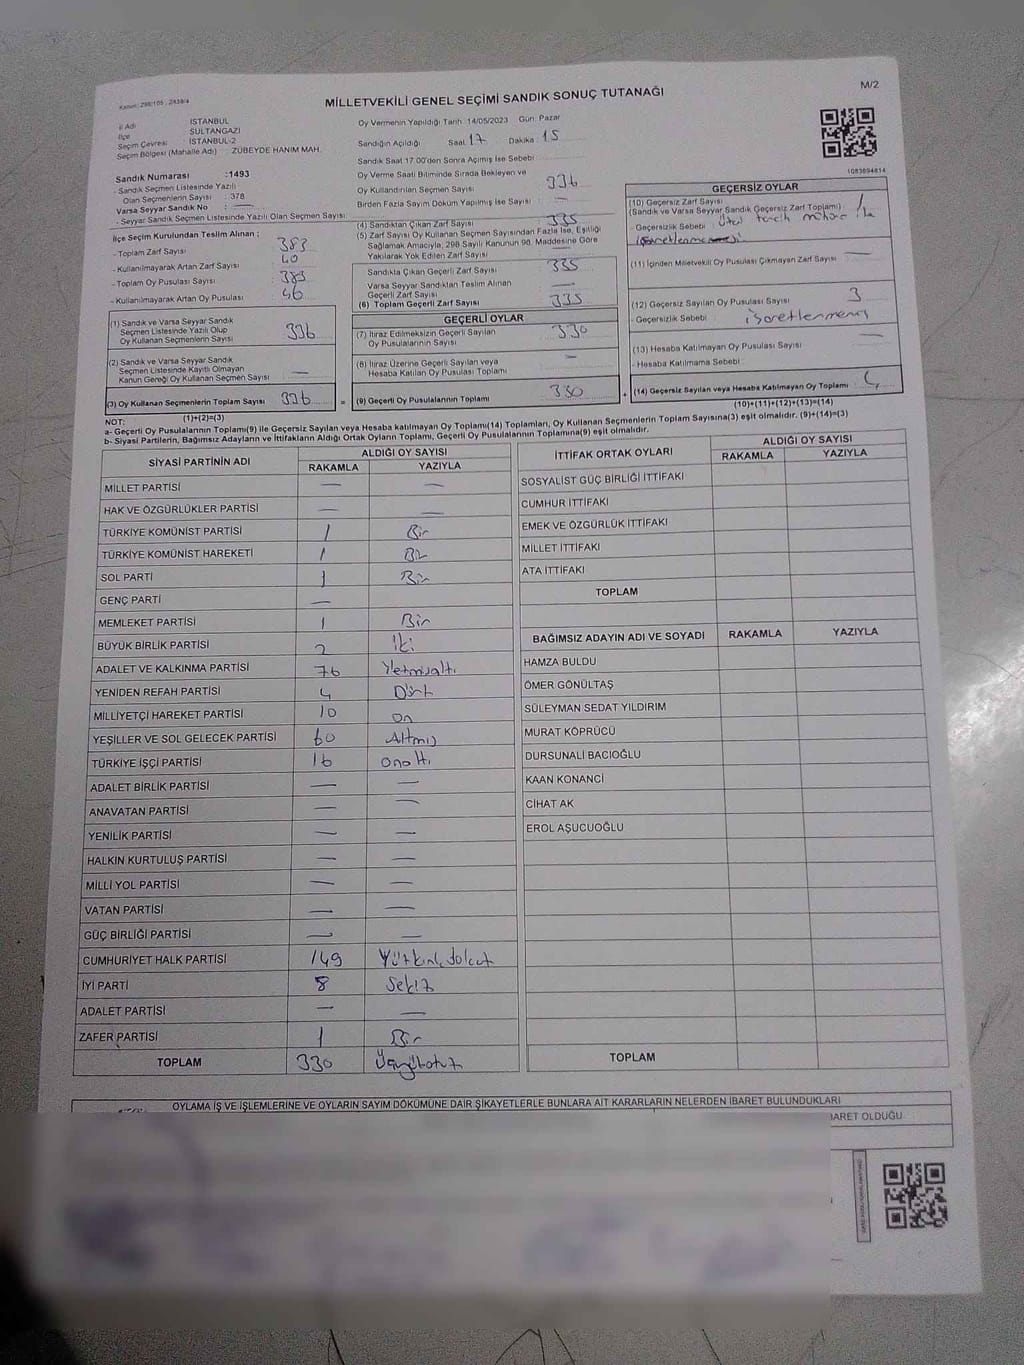 Kanun: 298/105, 2839/4
MİLLETVEKİLİ GENEL SEÇİMİ SANDIK SONUÇ TUTANAĞI
M/2
İl Adı İSTANBUL
İlçe SULTANGAZİ
Seçim Çevresi İSTANBUL-2
Seçim Bölgesi (Mahalle Adı) : ZÜBEYDE HANIM MAH.
Sandık Numarası :1493
- Sandık Seçmen Listesinde Yazılı
Olan Seçmenlerin Sayısı : 378
Varsa Seyyar Sandık No : —
- Seyyar Sandık Seçmen Listesinde Yazılı Olan Seçmen Sayısı:
Oy Vermenin Yapıldığı Tarih 14/05/2023 Gün: Pazar
Sandığın Açıldığı Saat 17 Dakika: 15
Sandık Saat 17.00'den Sonra Açılmış İse Sebebi
Oy Verme Saati Bitiminde Sırada Bekleyen ve
Oy Kullandırılan Seçmen Sayısı 336
Birden Fazla Sayım Döküm Yapılmış İse Sayısı : —
1083694814
İlçe Seçim Kurulundan Teslim Alınan ;
- Toplam Zarf Sayısı 383
- Kullanılmayarak Artan Zarf Sayısı 40
- Toplam Oy Pusulası Sayısı 383
- Kullanılmayarak Artan Oy Pusulası 46
(1) Sandık ve Varsa Seyyar Sandık
Seçmen Listesinde Yazılı Olup
Oy Kullanan Seçmenlerin Sayısı 336
(2) Sandık ve Varsa Seyyar Sandık
Seçmen Listesinde Kayıtlı Olmayan
Kanun Gereği Oy Kullanan Seçmen Sayısı —
(3) Oy Kullanan Seçmenlerin Toplam Sayısı 336
(1)+(2)=(3)
(4) Sandıktan Çıkan Zarf Sayısı 335
(5) Zarf Sayısı Oy Kullanan Seçmen Sayısından Fazla İse, Eşitliği
Sağlamak Amacıyla, 298 Sayılı Kanunun 98. Maddesine Göre
Yakılarak Yok Edilen Zarf Sayısı
Sandıkta Çıkan Geçerli Zarf Sayısı 335
Varsa Seyyar Sandıktan Teslim Alınan
Geçerli Zarf Sayısı —
(6) Toplam Geçerli Zarf Sayısı 335
GEÇERLİ OYLAR
(7) İtiraz Edilmeksizin Geçerli Sayılan
Oy Pusulalarının Sayısı 330
(8) İtiraz Üzerine Geçerli Sayılan veya
Hesaba Katılan Oy Pusulası Toplamı —
= (9) Geçerli Oy Pusulalarının Toplamı 330
GEÇERSİZ OYLAR
(10) Geçersiz Zarf Sayısı
(Sandık ve Varsa Seyyar Sandık Geçersiz Zarf Toplamı) 1
- Geçersizlik Sebebi tercih mührü ile
(11) İçinden Milletvekili Oy Pusulası Çıkmayan Zarf Sayısı —
(12) Geçersiz Sayılan Oy Pusulası Sayısı 3
- Geçersizlik Sebebi işaretlenmemiş
(13) Hesaba Katılmayan Oy Pusulası Sayısı —
- Hesaba Katılmama Sebebi
+ (14) Geçersiz Sayılan veya Hesaba Katılmayan Oy Toplamı
(10)+(11)+(12)+(13)=(14)
NOT:
a- Geçerli Oy Pusulalarının Toplamı(9) ile Geçersiz Sayılan veya Hesaba katılmayan Oy Toplamı(14) Toplamları, Oy Kullanan Seçmenlerin Toplam Sayısına(3) eşit olmalıdır. (9)+(14)=(3)
b- Siyasi Partilerin, Bağımsız Adayların ve İttifakların Aldığı Ortak Oyların Toplamı, Geçerli Oy Pusulalarının Toplamına(9) eşit olmalıdır.
SİYASİ PARTİNİN ADI ALDIĞI OY SAYISI
RAKAMLA YAZIYLA
MİLLET PARTİSİ — —
HAK VE ÖZGÜRLÜKLER PARTİSİ — —
TÜRKİYE KOMÜNİST PARTİSİ 1 Bir
TÜRKİYE KOMÜNİST HAREKETİ 1 Bir
SOL PARTİ 1 Bir
GENÇ PARTİ —
MEMLEKET PARTİSİ 1 Bir
BÜYÜK BİRLİK PARTİSİ 2 İki
ADALET VE KALKINMA PARTİSİ 76 Yetmişaltı
YENİDEN REFAH PARTİSİ 4 Dört
MİLLİYETÇİ HAREKET PARTİSİ 10 On
YEŞİLLER VE SOL GELECEK PARTİSİ 60 Altmış
TÜRKİYE İŞÇİ PARTİSİ 16 Onaltı
ADALET BİRLİK PARTİSİ — —
ANAVATAN PARTİSİ — —
YENİLİK PARTİSİ — —
HALKIN KURTULUŞ PARTİSİ — —
MİLLİ YOL PARTİSİ — —
VATAN PARTİSİ — —
GÜÇ BİRLİĞİ PARTİSİ — —
CUMHURİYET HALK PARTİSİ 149 Yüzkırkdokuz
İYİ PARTİ 8 Sekiz
ADALET PARTİSİ — —
ZAFER PARTİSİ 1 Bir
TOPLAM 330 Üçyüzotuz
İTTİFAK ORTAK OYLARI ALDIĞI OY SAYISI
RAKAMLA YAZIYLA
SOSYALİST GÜÇ BİRLİĞİ İTTİFAKI
CUMHUR İTTİFAKI
EMEK VE ÖZGÜRLÜK İTTİFAKI
MİLLET İTTİFAKI
ATA İTTİFAKI
TOPLAM
BAĞIMSIZ ADAYIN ADI VE SOYADI RAKAMLA YAZIYLA
HAMZA BULDU
ÖMER GÖNÜLTAŞ
SÜLEYMAN SEDAT YILDIRIM
MURAT KÖPRÜCÜ
DURSUNALİ BACIOĞLU
KAAN KONANCİ
CİHAT AK
EROL AŞUCUOĞLU
TOPLAM
OYLAMA İŞ VE İŞLEMLERİNE VE OYLARIN SAYIM DÖKÜMÜNE DAİR ŞİKAYETLERLE BUNLARA AİT KARARLARIN NELERDEN İBARET BULUNDUKLARI
İBARET OLDUĞU